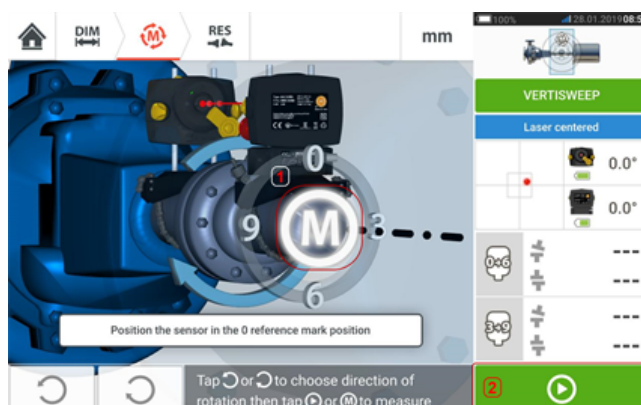 DIM
M
RES
mm
100%
28.01.2019 08:5
VERTISWEEP
Laser centered
0.0°
0.0°
0
1
9
M
3
6
0 6
---
---
3 9
---
---
Position the sensor in the 0 reference mark position
Tap or to choose direction of
rotation then tap or M to measure
2